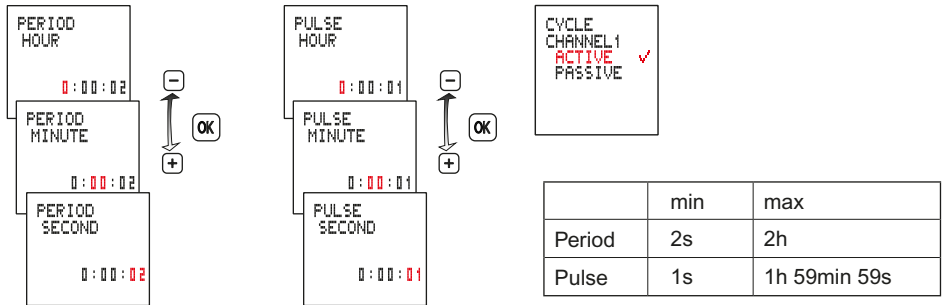 PERIOD
HOUR
0:00:02
PERIOD
MINUTE
0:00:02
PERIOD
SECOND
0:00:02
−
OK
+
PULSE
HOUR
0:00:01
PULSE
MINUTE
0:00:01
PULSE
SECOND
0:00:01
−
OK
+
CYCLE
CHANNEL1
ACTIVE ✓
PASSIVE
min max
Period 2s 2h
Pulse 1s 1h 59min 59s